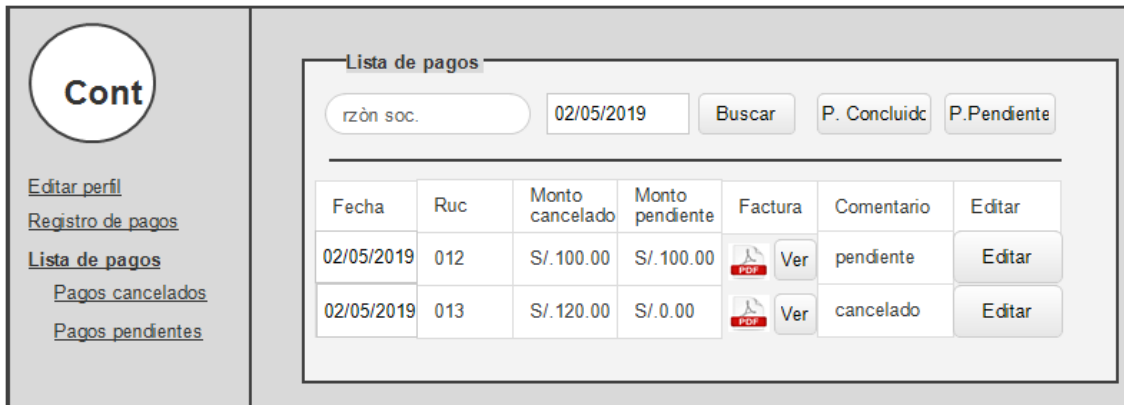 Cont
Editar perfil
Registro de pagos
Lista de pagos
Pagos cancelados
Pagos pendientes
Lista de pagos
rzòn soc. 02/05/2019 Buscar P. Concluidc P.Pendiente
Fecha Ruc Monto cancelado Monto pendiente Factura Comentario Editar
02/05/2019 012 S/.100.00 S/.100.00 PDF Ver pendiente Editar
02/05/2019 013 S/.120.00 S/.0.00 PDF Ver cancelado Editar